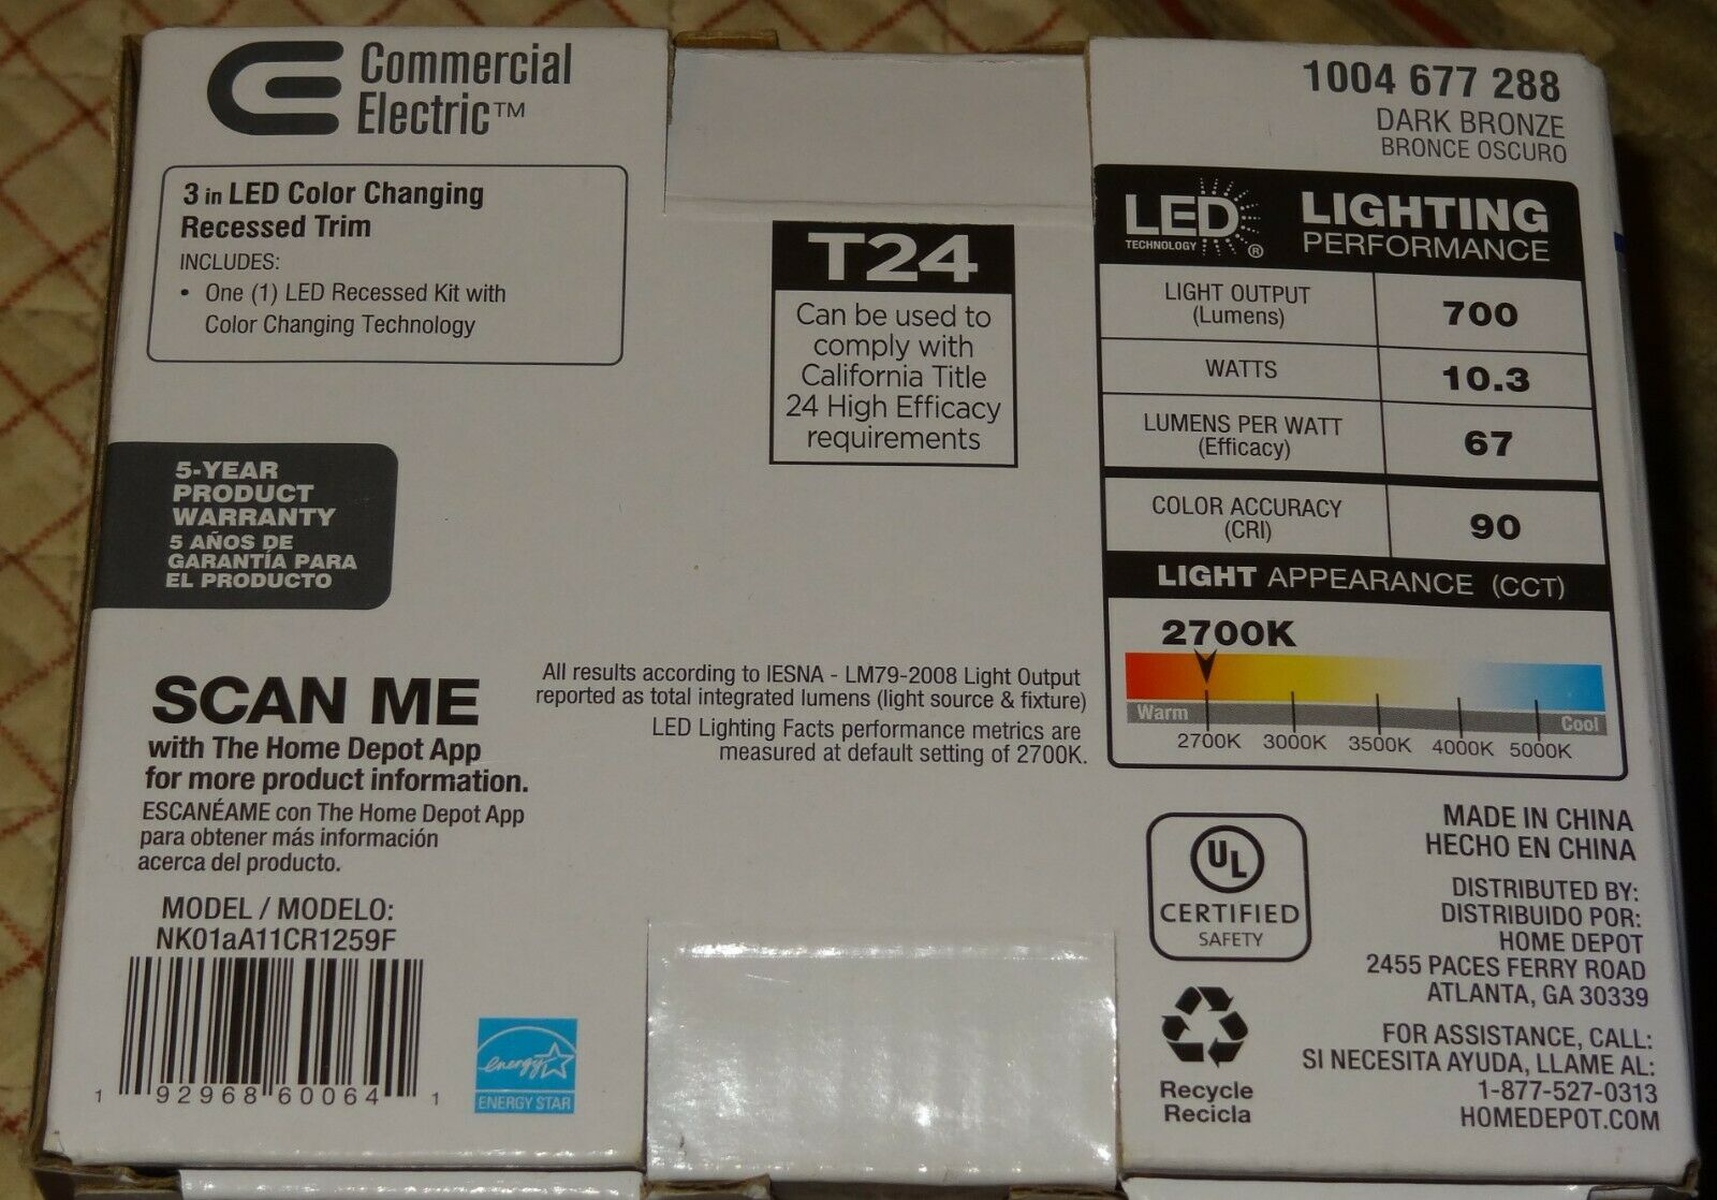 Commercial
Electric™
3 in LED Color Changing
Recessed Trim
INCLUDES:
• One (1) LED Recessed Kit with
Color Changing Technology
5-YEAR
PRODUCT
WARRANTY
5 AÑOS DE
GARANTÍA PARA
EL PRODUCTO
SCAN ME
with The Home Depot App
for more product information.
ESCANÉAME con The Home Depot App
para obtener más información
acerca del producto.
MODEL / MODELO:
NK01aA11CR1259F
1 92968 60064 1
energy
ENERGY STAR
T24
Can be used to
comply with
California Title
24 High Efficacy
requirements
All results according to IESNA - LM79-2008 Light Output
reported as total integrated lumens (light source & fixture)
LED Lighting Facts performance metrics are
measured at default setting of 2700K.
1004 677 288
DARK BRONZE
BRONCE OSCURO
LED
TECHNOLOGY ®
LIGHTING
PERFORMANCE
LIGHT OUTPUT
(Lumens)
700
WATTS
10.3
LUMENS PER WATT
(Efficacy)
67
COLOR ACCURACY
(CRI)
90
LIGHT APPEARANCE (CCT)
2700K
Warm
Cool
2700K 3000K 3500K 4000K 5000K
UL
CERTIFIED
SAFETY
Recycle
Recicla
MADE IN CHINA
HECHO EN CHINA
DISTRIBUTED BY:
DISTRIBUIDO POR:
HOME DEPOT
2455 PACES FERRY ROAD
ATLANTA, GA 30339
FOR ASSISTANCE, CALL:
SI NECESITA AYUDA, LLAME AL:
1-877-527-0313
HOMEDEPOT.COM